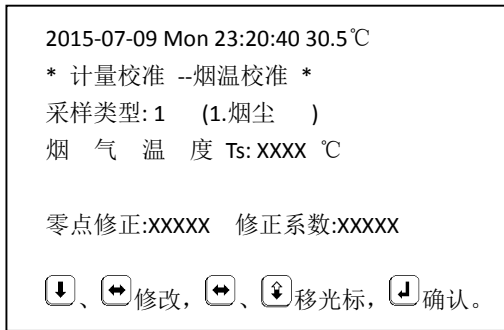 2015-07-09 Mon 23:20:40 30.5℃
* 计量校准 --烟温校准 *
采样类型: 1 (1.烟尘 )
烟 气 温 度 Ts: XXXX ℃
零点修正:XXXXX 修正系数:XXXXX
⬇、⬌修改，⬌、⬍移光标，↲确认。